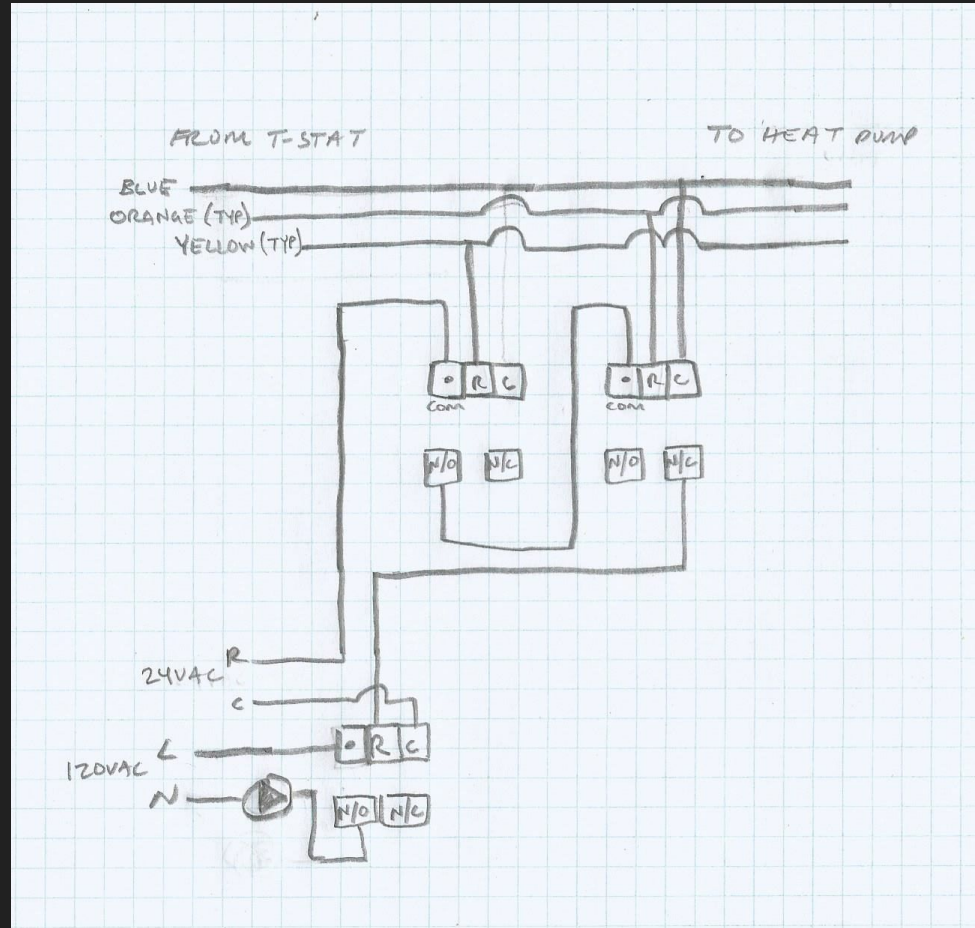 FROM T-STAT
TO HEAT PUMP
BLUE
ORANGE (TYP)
YELLOW (TYP)
• R C
• R C
COM
COM
N/O N/C
N/O N/C
24VAC R
C
• R C
120VAC L
N
N/O N/C